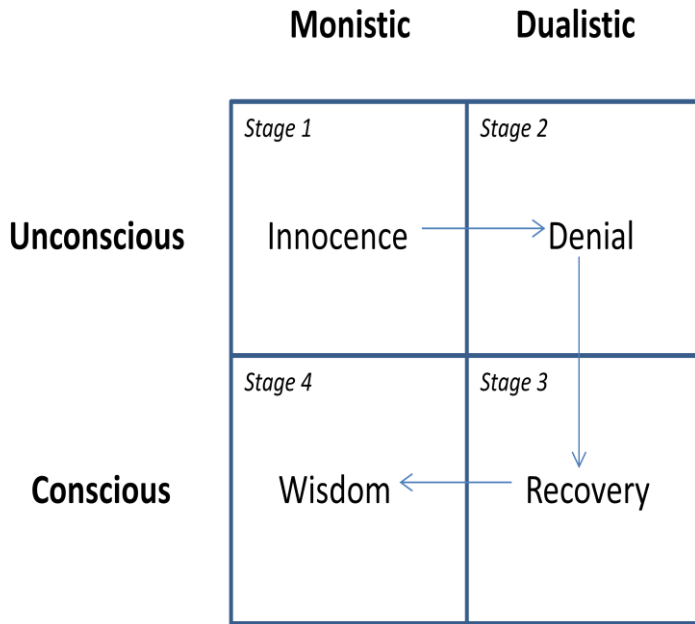 Monistic Dualistic
Stage 1 Stage 2
Unconscious Innocence Denial
Stage 4 Stage 3
Conscious Wisdom Recovery